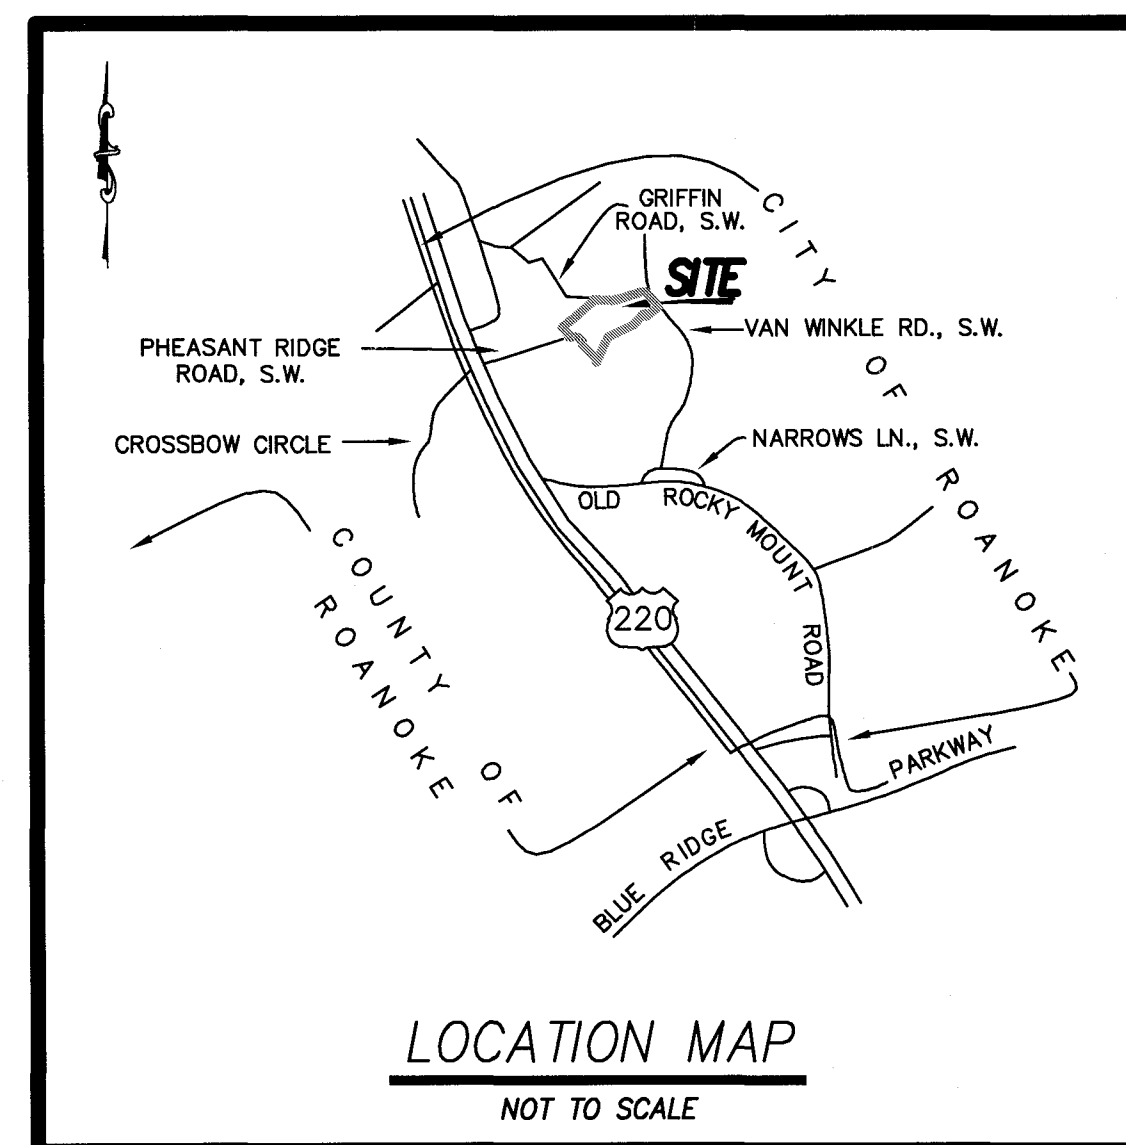 GRIFFIN
ROAD, S.W.
SITE
CITY OF ROANOKE
VAN WINKLE RD., S.W.
PHEASANT RIDGE
ROAD, S.W.
CROSSBOW CIRCLE
NARROWS LN., S.W.
OLD ROCKY MOUNT ROAD
COUNTY OF
ROANOKE
220
BLUE RIDGE PARKWAY
LOCATION MAP
NOT TO SCALE